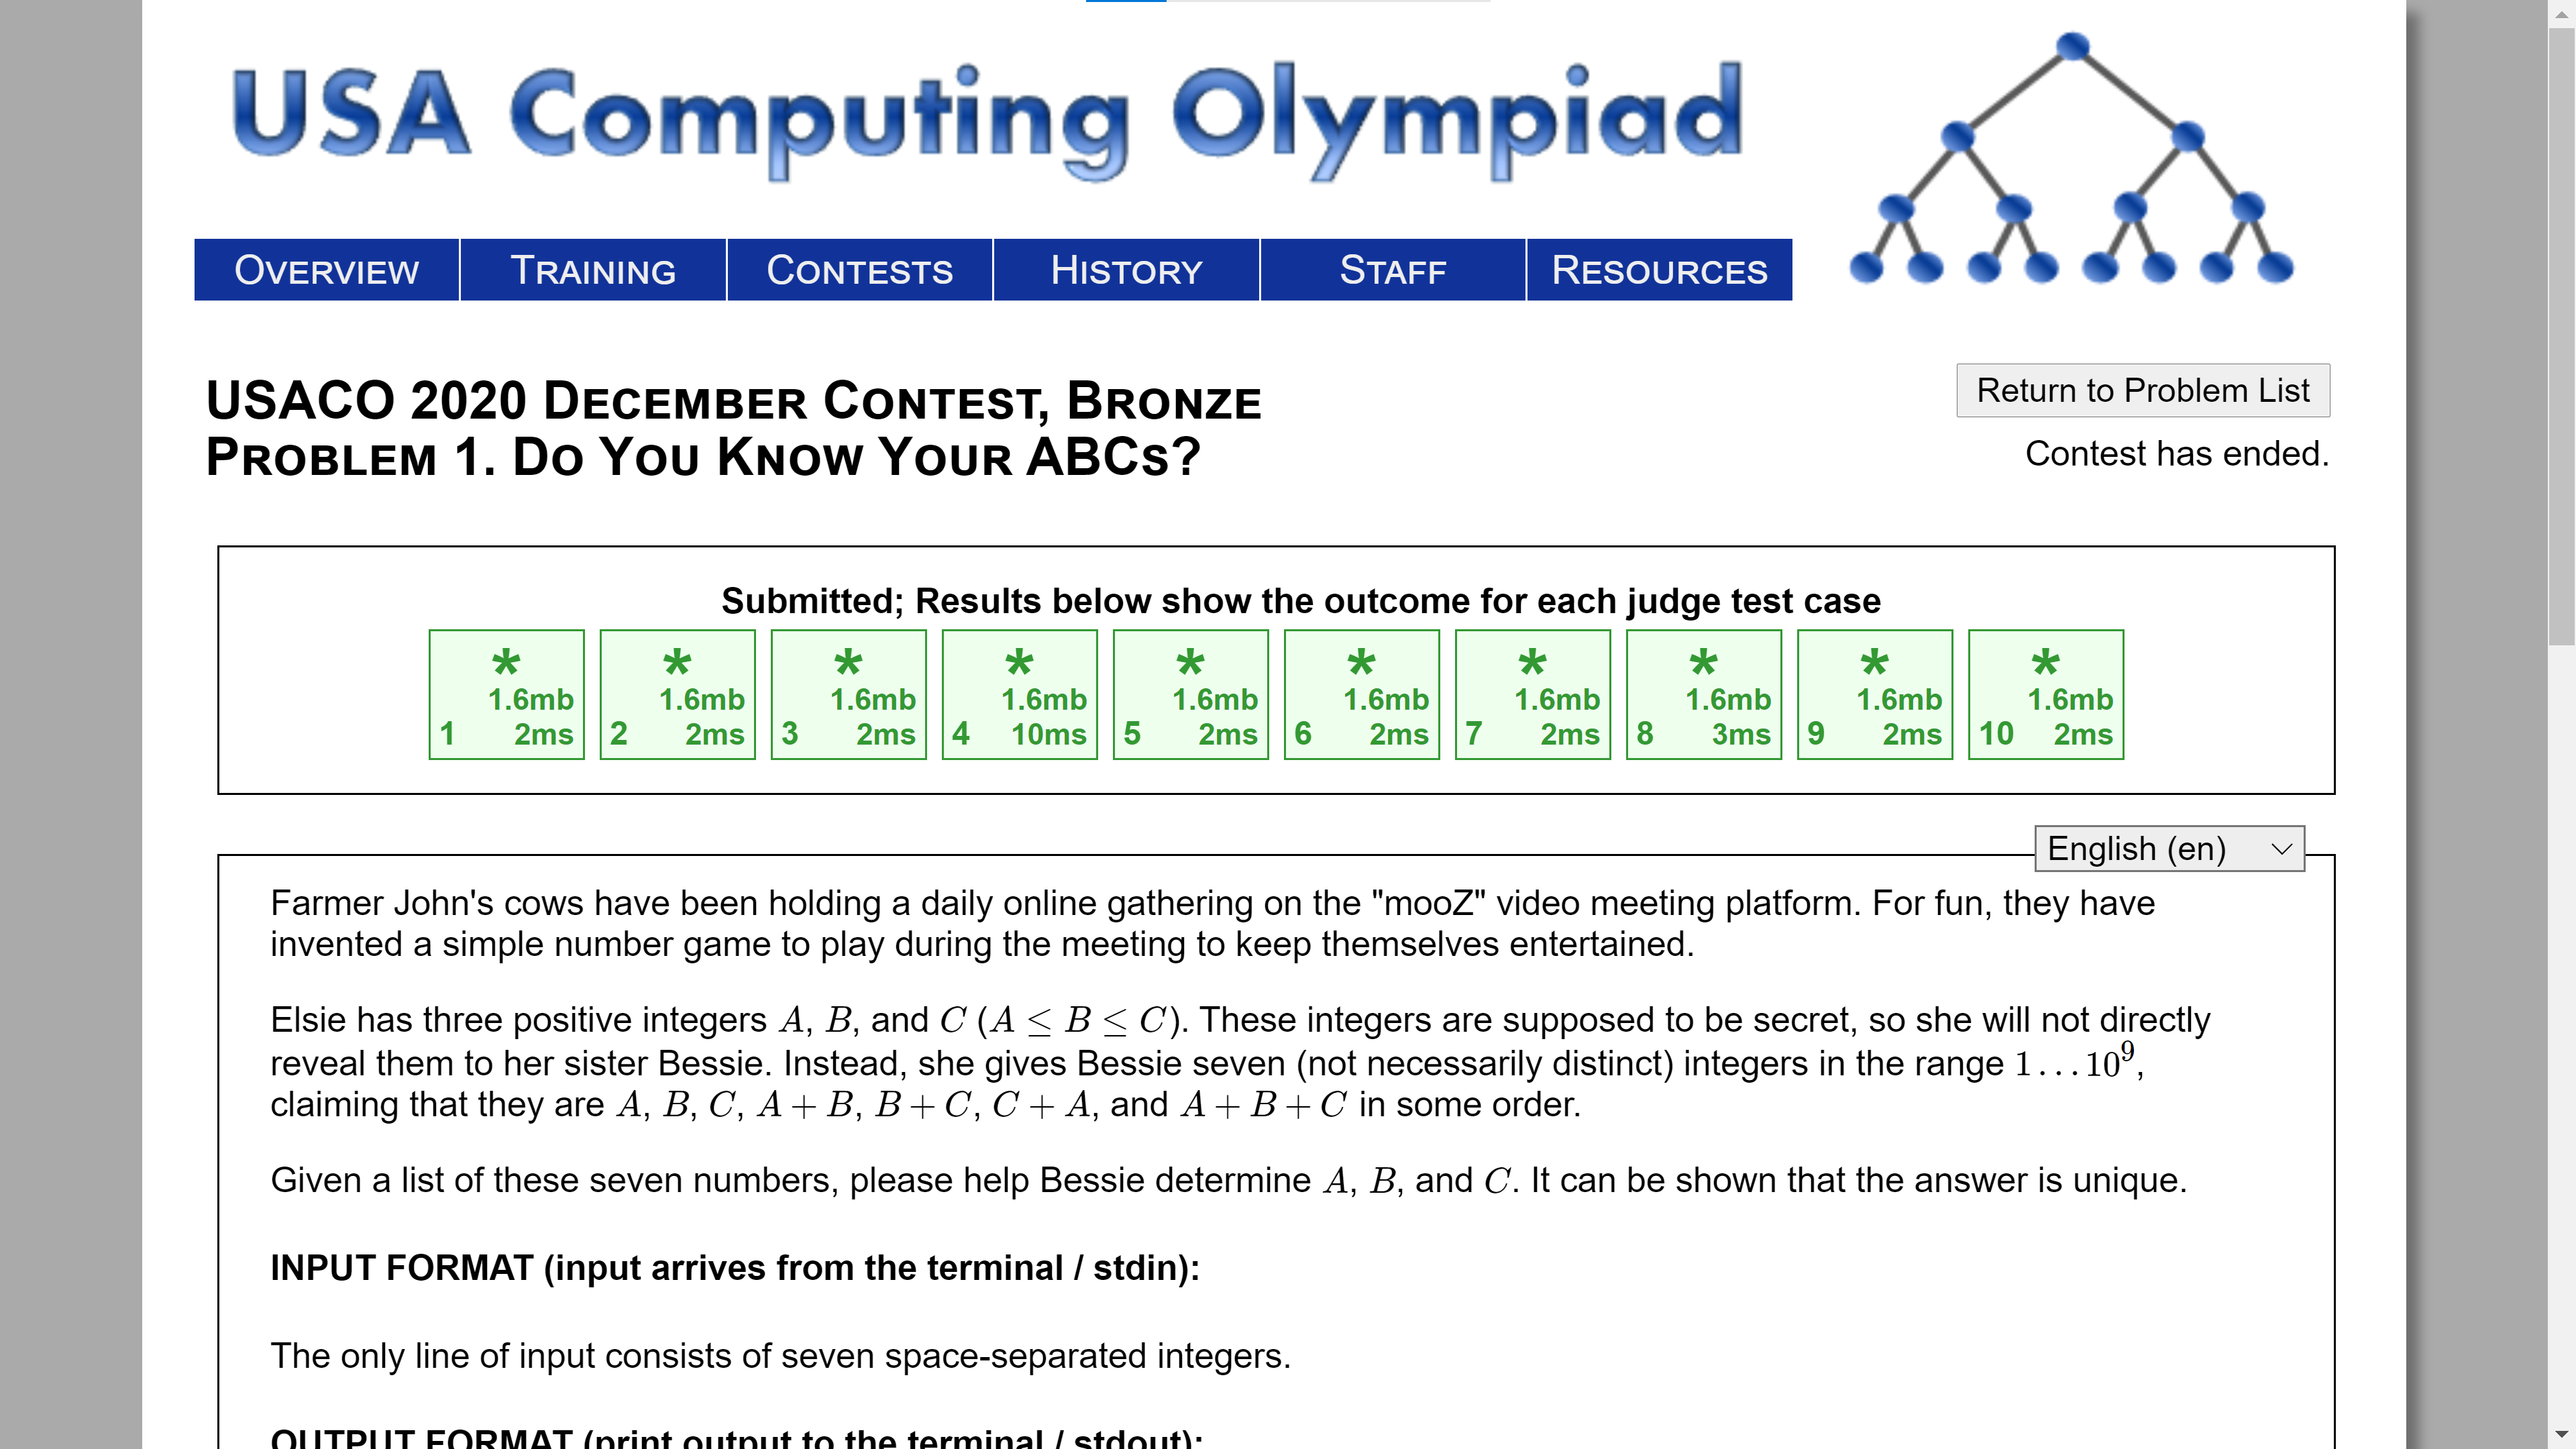 USA Computing Olympiad
OVERVIEW TRAINING CONTESTS HISTORY STAFF RESOURCES
USACO 2020 DECEMBER CONTEST, BRONZE
PROBLEM 1. DO YOU KNOW YOUR ABCS?
Return to Problem List
Contest has ended.
Submitted; Results below show the outcome for each judge test case
* * * * * * * * * *
1.6mb 1.6mb 1.6mb 1.6mb 1.6mb 1.6mb 1.6mb 1.6mb 1.6mb 1.6mb
1 2ms 2 2ms 3 2ms 4 10ms 5 2ms 6 2ms 7 2ms 8 3ms 9 2ms 10 2ms
English (en)
Farmer John's cows have been holding a daily online gathering on the "mooZ" video meeting platform. For fun, they have
invented a simple number game to play during the meeting to keep themselves entertained.
Elsie has three positive integers A, B, and C (A ≤ B ≤ C). These integers are supposed to be secret, so she will not directly
reveal them to her sister Bessie. Instead, she gives Bessie seven (not necessarily distinct) integers in the range 1…10⁹,
claiming that they are A, B, C, A + B, B + C, C + A, and A + B + C in some order.
Given a list of these seven numbers, please help Bessie determine A, B, and C. It can be shown that the answer is unique.
INPUT FORMAT (input arrives from the terminal / stdin):
The only line of input consists of seven space-separated integers.
OUTPUT FORMAT (print output to the terminal / stdout):